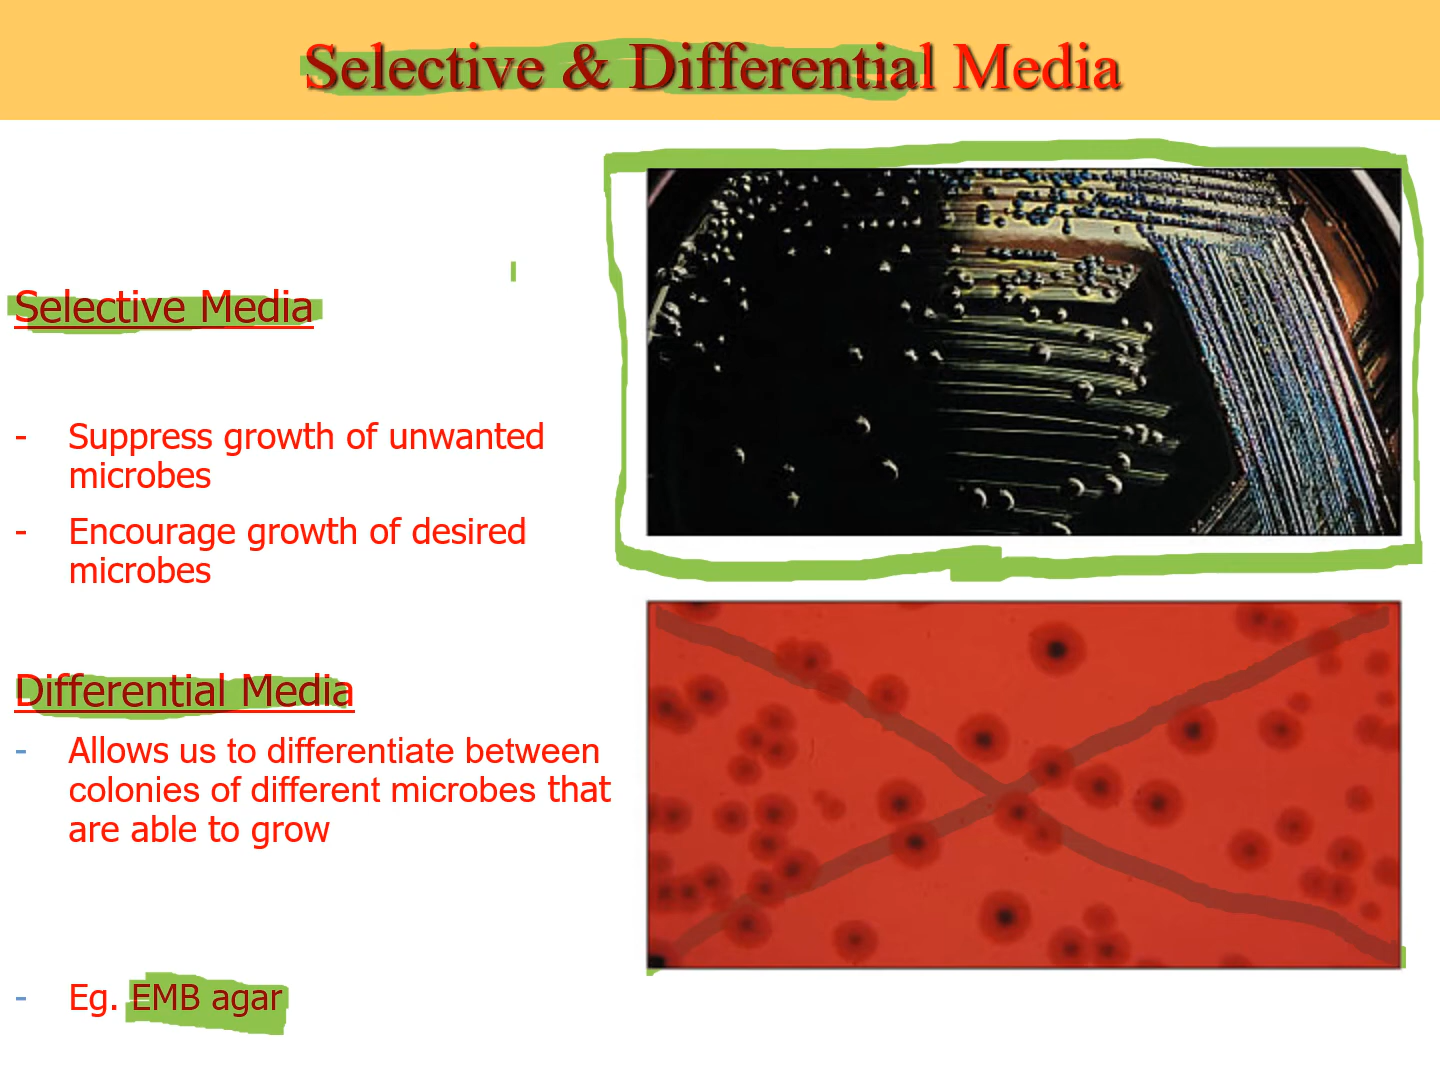 Selective & Differential Media
Selective Media
- Suppress growth of unwanted
microbes
- Encourage growth of desired
microbes
Differential Media
- Allows us to differentiate between
colonies of different microbes that
are able to grow
- Eg. EMB agar